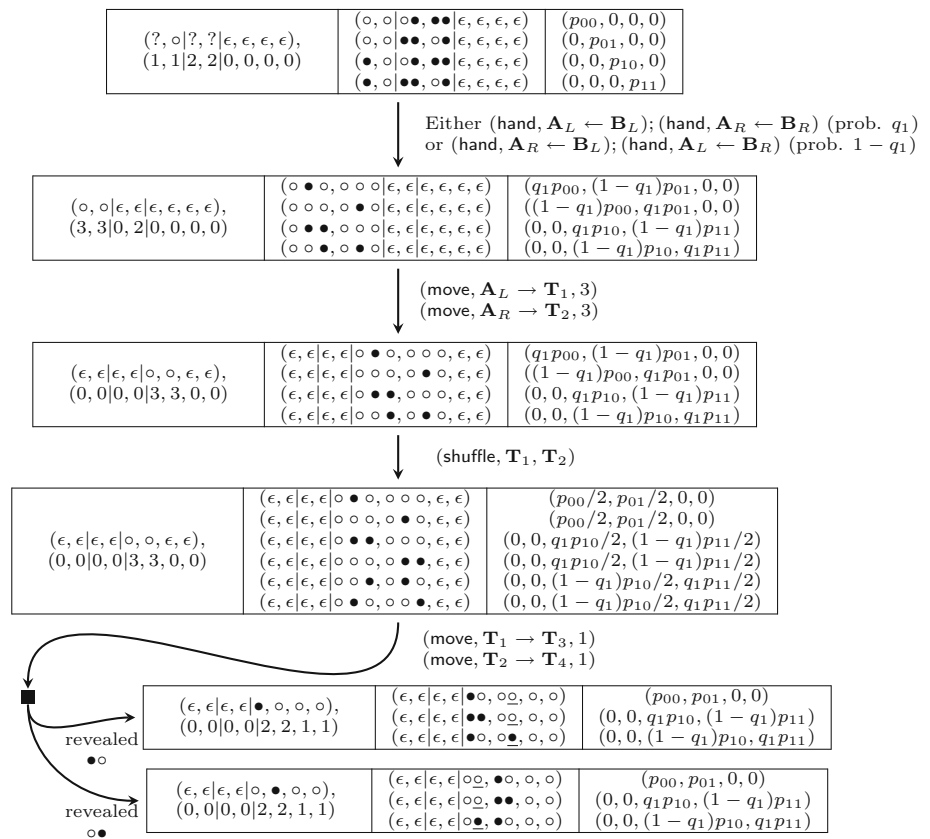 (?, ○|?, ?|ϵ, ϵ, ϵ, ϵ),
(1, 1|2, 2|0, 0, 0, 0)
(○, ○|○●, ●●|ϵ, ϵ, ϵ, ϵ)
(○, ○|●●, ○●|ϵ, ϵ, ϵ, ϵ)
(●, ○|○●, ●●|ϵ, ϵ, ϵ, ϵ)
(●, ○|●●, ○●|ϵ, ϵ, ϵ, ϵ)
(p₀₀, 0, 0, 0)
(0, p₀₁, 0, 0)
(0, 0, p₁₀, 0)
(0, 0, 0, p₁₁)
Either (hand, A_L ← B_L); (hand, A_R ← B_R) (prob. q₁)
or (hand, A_R ← B_L); (hand, A_L ← B_R) (prob. 1 − q₁)
(○, ○|ϵ, ϵ|ϵ, ϵ, ϵ, ϵ),
(3, 3|0, 2|0, 0, 0, 0)
(○ ● ○, ○ ○ ○|ϵ, ϵ|ϵ, ϵ, ϵ, ϵ)
(○ ○ ○, ○ ● ○|ϵ, ϵ|ϵ, ϵ, ϵ, ϵ)
(○ ● ●, ○ ○ ○|ϵ, ϵ|ϵ, ϵ, ϵ, ϵ)
(○ ○ ●, ○ ● ○|ϵ, ϵ|ϵ, ϵ, ϵ, ϵ)
(q₁p₀₀, (1 − q₁)p₀₁, 0, 0)
((1 − q₁)p₀₀, q₁p₀₁, 0, 0)
(0, 0, q₁p₁₀, (1 − q₁)p₁₁)
(0, 0, (1 − q₁)p₁₀, q₁p₁₁)
(move, A_L → T₁, 3)
(move, A_R → T₂, 3)
(ϵ, ϵ|ϵ, ϵ|○, ○, ϵ, ϵ),
(0, 0|0, 0|3, 3, 0, 0)
(ϵ, ϵ|ϵ, ϵ|○ ● ○, ○ ○ ○, ϵ, ϵ)
(ϵ, ϵ|ϵ, ϵ|○ ○ ○, ○ ● ○, ϵ, ϵ)
(ϵ, ϵ|ϵ, ϵ|○ ● ●, ○ ○ ○, ϵ, ϵ)
(ϵ, ϵ|ϵ, ϵ|○ ○ ●, ○ ● ○, ϵ, ϵ)
(q₁p₀₀, (1 − q₁)p₀₁, 0, 0)
((1 − q₁)p₀₀, q₁p₀₁, 0, 0)
(0, 0, q₁p₁₀, (1 − q₁)p₁₁)
(0, 0, (1 − q₁)p₁₀, q₁p₁₁)
(shuffle, T₁, T₂)
(ϵ, ϵ|ϵ, ϵ|○, ○, ϵ, ϵ),
(0, 0|0, 0|3, 3, 0, 0)
(ϵ, ϵ|ϵ, ϵ|○ ● ○, ○ ○ ○, ϵ, ϵ)
(ϵ, ϵ|ϵ, ϵ|○ ○ ○, ○ ● ○, ϵ, ϵ)
(ϵ, ϵ|ϵ, ϵ|○ ● ●, ○ ○ ○, ϵ, ϵ)
(ϵ, ϵ|ϵ, ϵ|○ ○ ○, ○ ● ●, ϵ, ϵ)
(ϵ, ϵ|ϵ, ϵ|○ ○ ●, ○ ● ○, ϵ, ϵ)
(ϵ, ϵ|ϵ, ϵ|○ ● ○, ○ ○ ●, ϵ, ϵ)
(p₀₀/2, p₀₁/2, 0, 0)
(p₀₀/2, p₀₁/2, 0, 0)
(0, 0, q₁p₁₀/2, (1 − q₁)p₁₁/2)
(0, 0, q₁p₁₀/2, (1 − q₁)p₁₁/2)
(0, 0, (1 − q₁)p₁₀/2, q₁p₁₁/2)
(0, 0, (1 − q₁)p₁₀/2, q₁p₁₁/2)
(move, T₁ → T₃, 1)
(move, T₂ → T₄, 1)
revealed
●○
(ϵ, ϵ|ϵ, ϵ|●, ○, ○, ○),
(0, 0|0, 0|2, 2, 1, 1)
(ϵ, ϵ|ϵ, ϵ|●○, ○○̲, ○, ○)
(ϵ, ϵ|ϵ, ϵ|●●, ○○̲, ○, ○)
(ϵ, ϵ|ϵ, ϵ|●○, ○●̲, ○, ○)
(p₀₀, p₀₁, 0, 0)
(0, 0, q₁p₁₀, (1 − q₁)p₁₁)
(0, 0, (1 − q₁)p₁₀, q₁p₁₁)
revealed
○●
(ϵ, ϵ|ϵ, ϵ|○, ●, ○, ○),
(0, 0|0, 0|2, 2, 1, 1)
(ϵ, ϵ|ϵ, ϵ|○○̲, ●○, ○, ○)
(ϵ, ϵ|ϵ, ϵ|○○̲, ●●, ○, ○)
(ϵ, ϵ|ϵ, ϵ|○●̲, ●○, ○, ○)
(p₀₀, p₀₁, 0, 0)
(0, 0, q₁p₁₀, (1 − q₁)p₁₁)
(0, 0, (1 − q₁)p₁₀, q₁p₁₁)